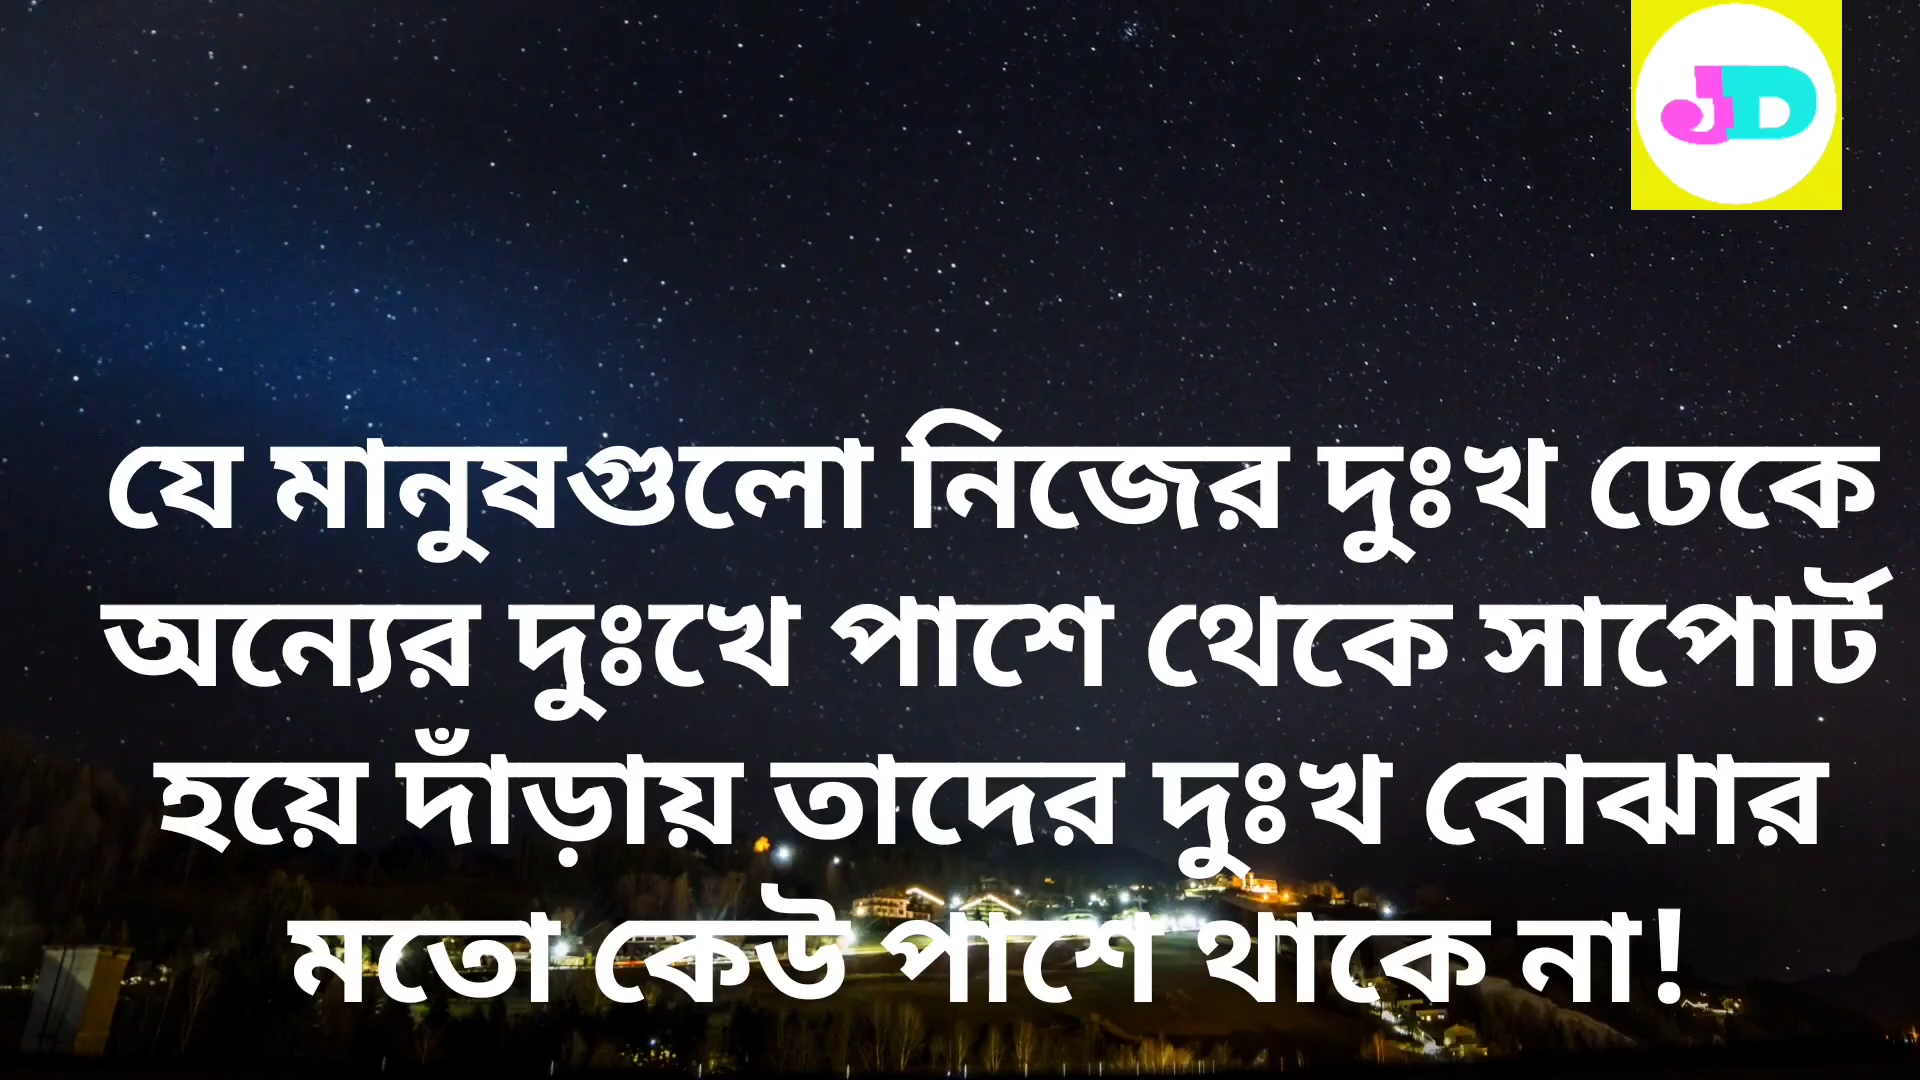 JD
যে মানুষগুলো নিজের দুঃখ ঢেকে
অন্যের দুঃখে পাশে থেকে সাপোর্ট
হয়ে দাঁড়ায় তাদের দুঃখ বোঝার
মতো কেউ পাশে থাকে না!